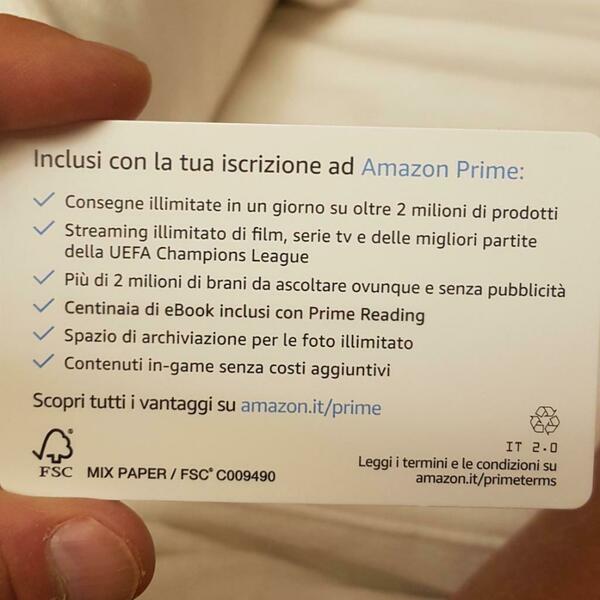 Inclusi con la tua iscrizione ad Amazon Prime:
Consegne illimitate in un giorno su oltre 2 milioni di prodotti
Streaming illimitato di film, serie tv e delle migliori partite
della UEFA Champions League
Più di 2 milioni di brani da ascoltare ovunque e senza pubblicità
Centinaia di eBook inclusi con Prime Reading
Spazio di archiviazione per le foto illimitato
Contenuti in-game senza costi aggiuntivi
Scopri tutti i vantaggi su amazon.it/prime
FSC MIX PAPER / FSC® C009490
IT 2.0
Leggi i termini e le condizioni su
amazon.it/primeterms